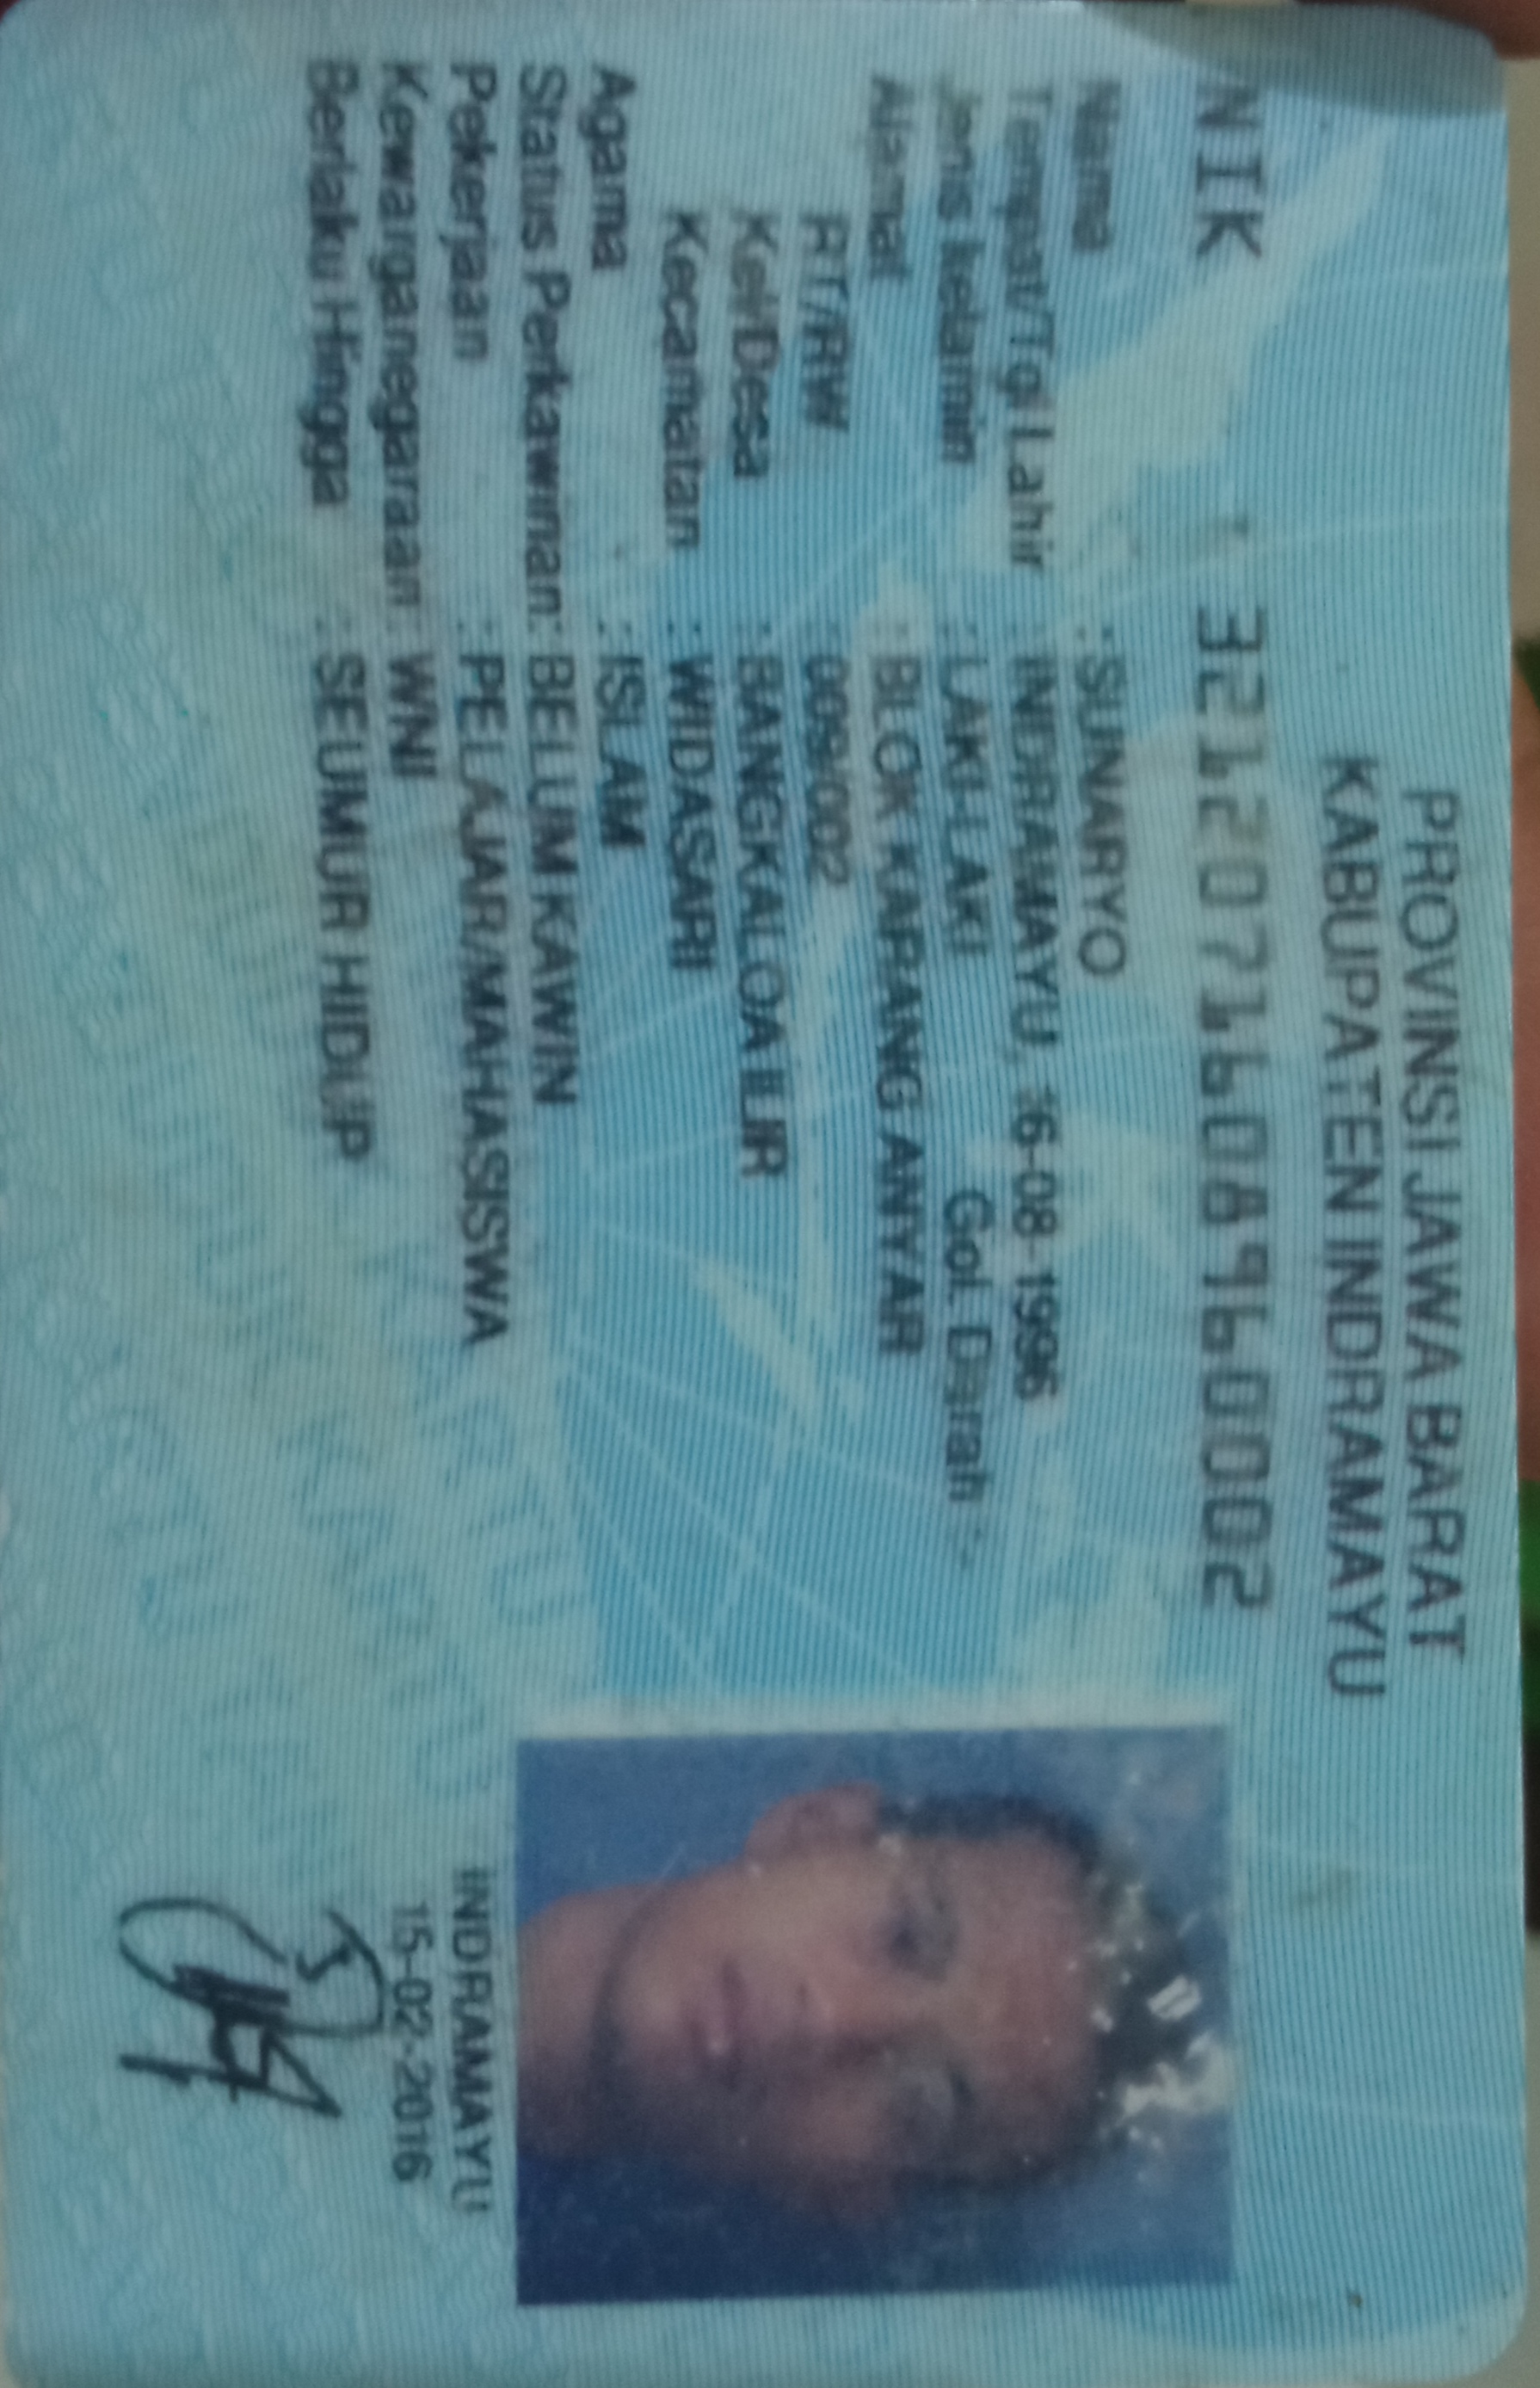 PROVINSI JAWA BARAT
KABUPATEN INDRAMAYU
NIK : 3212071608960002
Nama : SUNARYO
Tempat/Tgl Lahir : INDRAMAYU, 16-08-1996
Jenis kelamin : LAKI-LAKI Gol. Darah : -
Alamat : BLOK KARANG ANYAR
RT/RW : 009/002
Kel/Desa : BANGKALOA ILIR
Kecamatan : WIDASARI
Agama : ISLAM
Status Perkawinan: BELUM KAWIN
Pekerjaan : PELAJAR/MAHASISWA
Kewarganegaraan: WNI
Berlaku Hingga : SEUMUR HIDUP
INDRAMAYU
15-02-2016